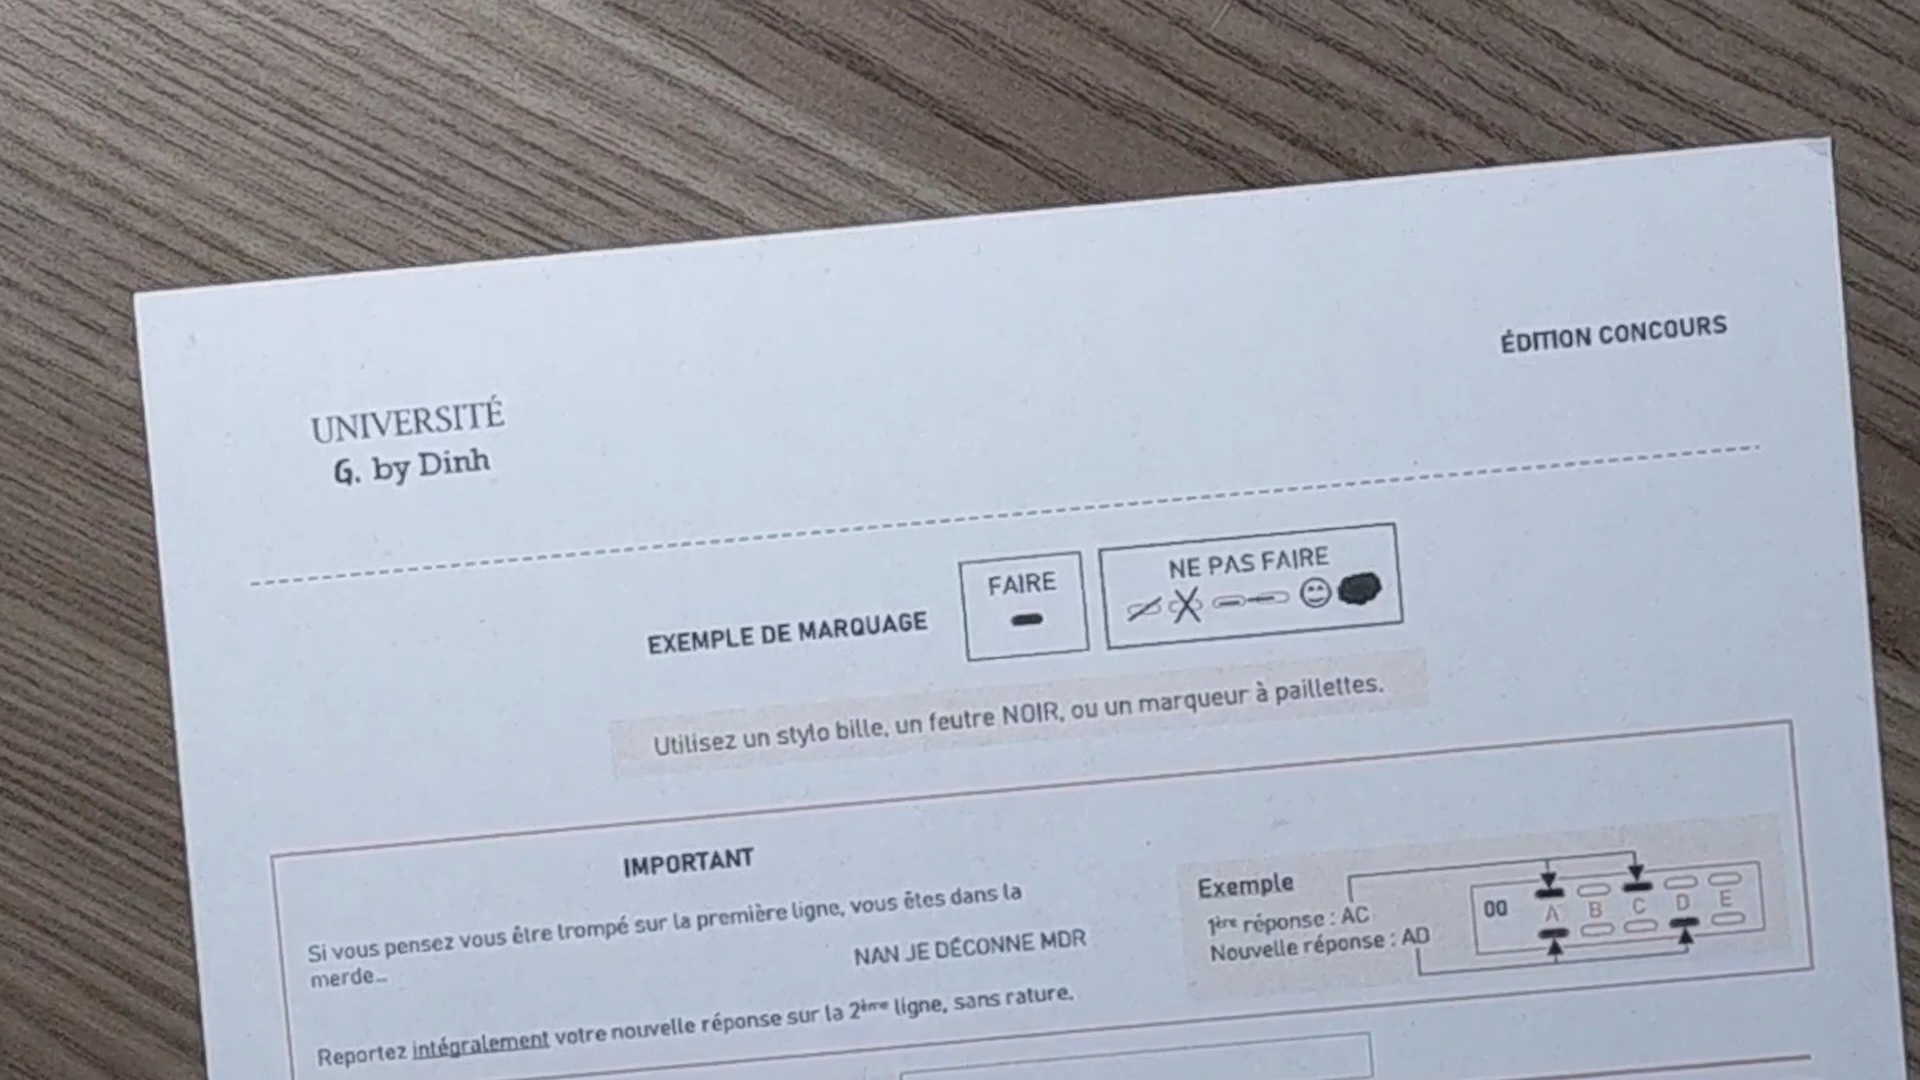 ÉDITION CONCOURS
UNIVERSITÉ
G. by Dinh
EXEMPLE DE MARQUAGE
FAIRE
NE PAS FAIRE
Utilisez un stylo bille, un feutre NOIR, ou un marqueur à paillettes.
IMPORTANT
Si vous pensez vous être trompé sur la première ligne, vous êtes dans la
merde...
NAN JE DÉCONNE MDR
Reportez intégralement votre nouvelle réponse sur la 2ème ligne, sans rature.
Exemple
1ère réponse : AC
Nouvelle réponse : AD
00 A B C D E